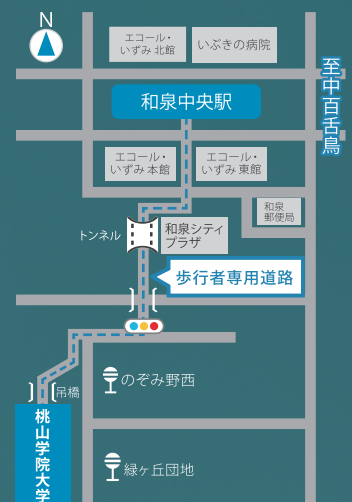 N
エコール・
いずみ 北館
いぶきの病院
至中百舌鳥
和泉中央駅
エコール・
いずみ 本館
エコール・
いずみ 東館
和泉
郵便局
トンネル
和泉シティ
プラザ
歩行者専用道路
のぞみ野西
吊橋
桃山学院大学
緑ヶ丘団地